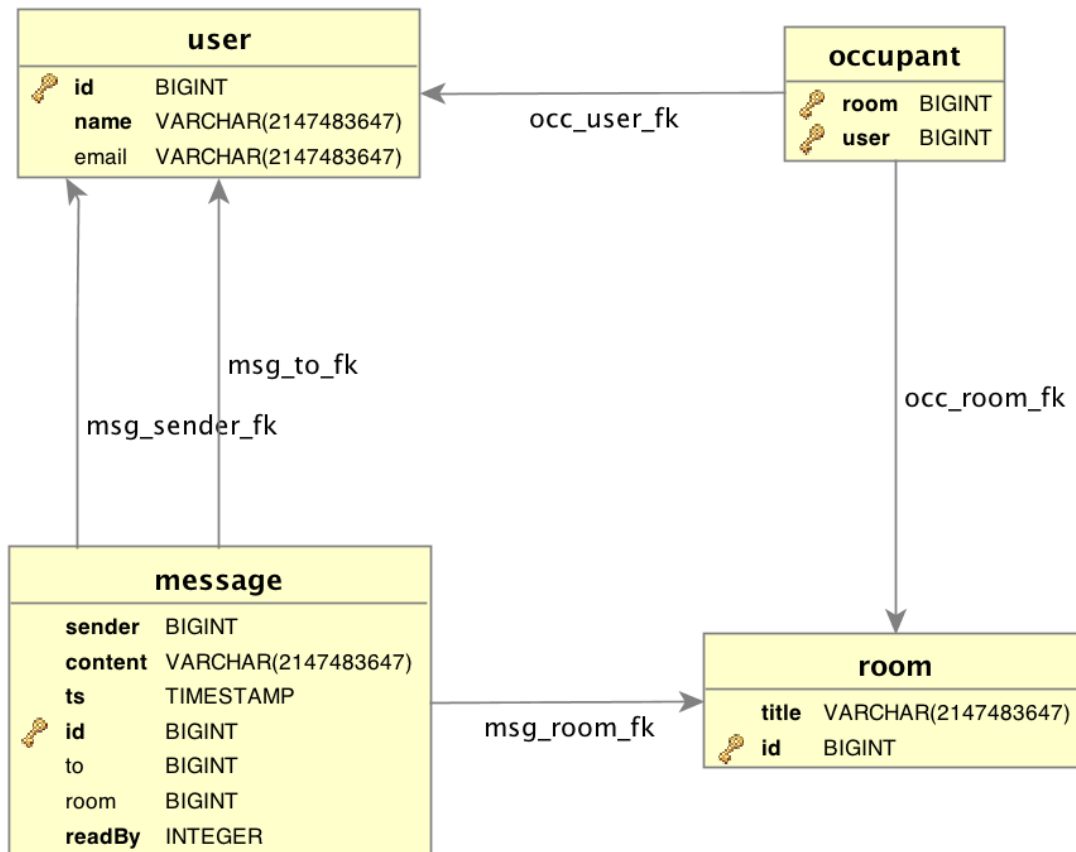 user
id BIGINT
name VARCHAR(2147483647)
email VARCHAR(2147483647)
occupant
room BIGINT
user BIGINT
occ_user_fk
msg_to_fk
msg_sender_fk
occ_room_fk
message
sender BIGINT
content VARCHAR(2147483647)
ts TIMESTAMP
id BIGINT
to BIGINT
room BIGINT
readBy INTEGER
msg_room_fk
room
title VARCHAR(2147483647)
id BIGINT